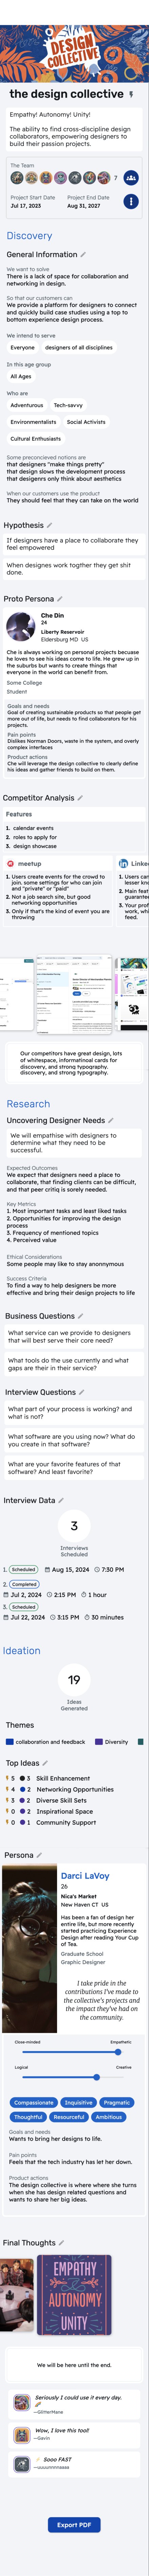 DESIGN
COLLECTIVE
the design collective
Empathy! Autonomy! Unity!
The ability to find cross-discipline design
collaborators, empowering designers to
build their passion projects.
The Team
7
Project Start Date
Project End Date
Jul 17, 2023
Aug 31, 2027
Discovery
General Information
We want to solve
There is a lack of space for collaboration and
networking in design.
So that our customers can
We provide a platform for designers to connect
and quickly build case studies using a top to
bottom experience design process.
We intend to serve
Everyone
designers of all disciplines
In this age group
All Ages
Who are
Adventurous
Tech-savvy
Environmentalists
Social Activists
Cultural Enthusiasts
Some preconcieved notions are
that designers "make things pretty"
that design slows the development process
that designers only think about aesthetics
When our customers use the product
They should feel that they can take on the world
Hypothesis
If designers have a place to collaborate they
feel empowered
When designers work togther they get shit
done.
Proto Persona
Che Din
24
Liberty Reservoir
Eldersburg MD US
Che is always working on personal projects becuase
he loves to see his ideas come to life. He grew up in
the suburbs but wants to create things that
everyone in the world can benefit from.
Some College
Student
Goals and needs
Goal of creating sustainable products so that people get
more out of life, but needs to find collaborators for his
projects.
Pain points
Dislikes Norman Doors, waste in the system, and overly
complex interfaces
Product actions
Che will leverage the design collective to clearly define
his ideas and gather friends to build on them.
Competitor Analysis
Features
1. calendar events
2. roles to apply for
3. design showcase
meetup
1. Users create events for the crowd to
join. some settings for who can join
and "private" or "paid"
2. Not a job search site, but good
networking opportunities
3. Only if that's the kind of event you are
throwing
Linke
1. Users can
lesser kno
2. Main feat
guarante
3. Your prof
work, whi
feed.
Our competitors have great design, lots
of whitespace, informational cards for
discovery, and strong typography.
discovery, and strong typography.
Research
Uncovering Designer Needs
We will empathise with designers to
determine what they need to be
successful.
Expected Outcomes
We expect that designers need a place to
collaborate, that finding clients can be difficult,
and that peer critiq is sorely needed.
Key Metrics
1. Most important tasks and least liked tasks
2. Opportunities for improving the design
process
3. Frequency of mentioned topics
4. Perceived value
Ethical Considerations
Some people may like to stay anonnymous
Success Criteria
To find a way to help designers be more
effective and bring their design projects to life
Business Questions
What service can we provide to designers
that will best serve their core need?
What tools do the use currently and what
gaps are their in their service?
Interview Questions
What part of your process is working? and
what is not?
What software are you using now? What do
you create in that software?
What are your favorite features of that
software? And least favorite?
Interview Data
3
Interviews
Scheduled
1. Scheduled Aug 15, 2024 7:30 PM
2. Completed
Jul 2, 2024 2:15 PM 1 hour
3. Scheduled
Jul 22, 2024 3:15 PM 30 minutes
Ideation
19
Ideas
Generated
Themes
collaboration and feedback
Diversity
Top Ideas
5 3 Skill Enhancement
4 2 Networking Opportunities
3 2 Diverse Skill Sets
0 2 Inspirational Space
0 1 Community Support
Persona
Darci LaVoy
26
Nica's Market
New Haven CT US
Has been a fan of design her
entire life, but more recently
started practicing Experience
Design after reading Your Cup
of Tea.
Graduate School
Graphic Designer
I take pride in the
contributions I've made to
the collective's projects and
the impact they've had on
the community.
Close-minded
Empathetic
Logical
Creative
Compassionate
Inquisitive
Pragmatic
Thoughtful
Resourceful
Ambitious
Goals and needs
Wants to bring her designs to life.
Pain points
Feels that the tech industry has let her down.
Product actions
The design collective is where where she turns
when she has design related questions and
wants to share her big ideas.
Final Thoughts
EMPATHY
AUTONOMY
UNITY
We will be here until the end.
Seriously I could use it every day.
—GlitterMane
Wow, I love this tool!
—Gavin
Sooo FAST
—uuuunnnnaaaa
Export PDF